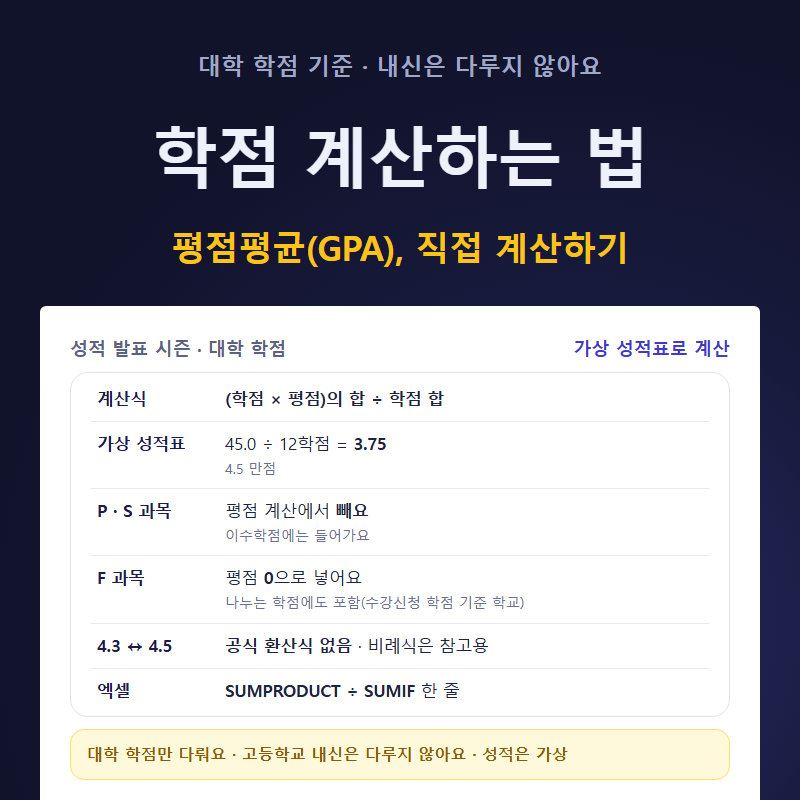 대학 학점 기준 · 내신은 다루지 않아요
학점 계산하는 법
평점평균(GPA), 직접 계산하기
성적 발표 시즌 · 대학 학점
가상 성적표로 계산
계산식
(학점 × 평점)의 합 ÷ 학점 합
가상 성적표
45.0 ÷ 12학점 = 3.75
4.5 만점
P · S 과목
평점 계산에서 빼요
이수학점에는 들어가요
F 과목
평점 0으로 넣어요
나누는 학점에도 포함(수강신청 학점 기준 학교)
4.3 ↔ 4.5
공식 환산식 없음 · 비례식은 참고용
엑셀
SUMPRODUCT ÷ SUMIF 한 줄
대학 학점만 다뤄요 · 고등학교 내신은 다루지 않아요 · 성적은 가상